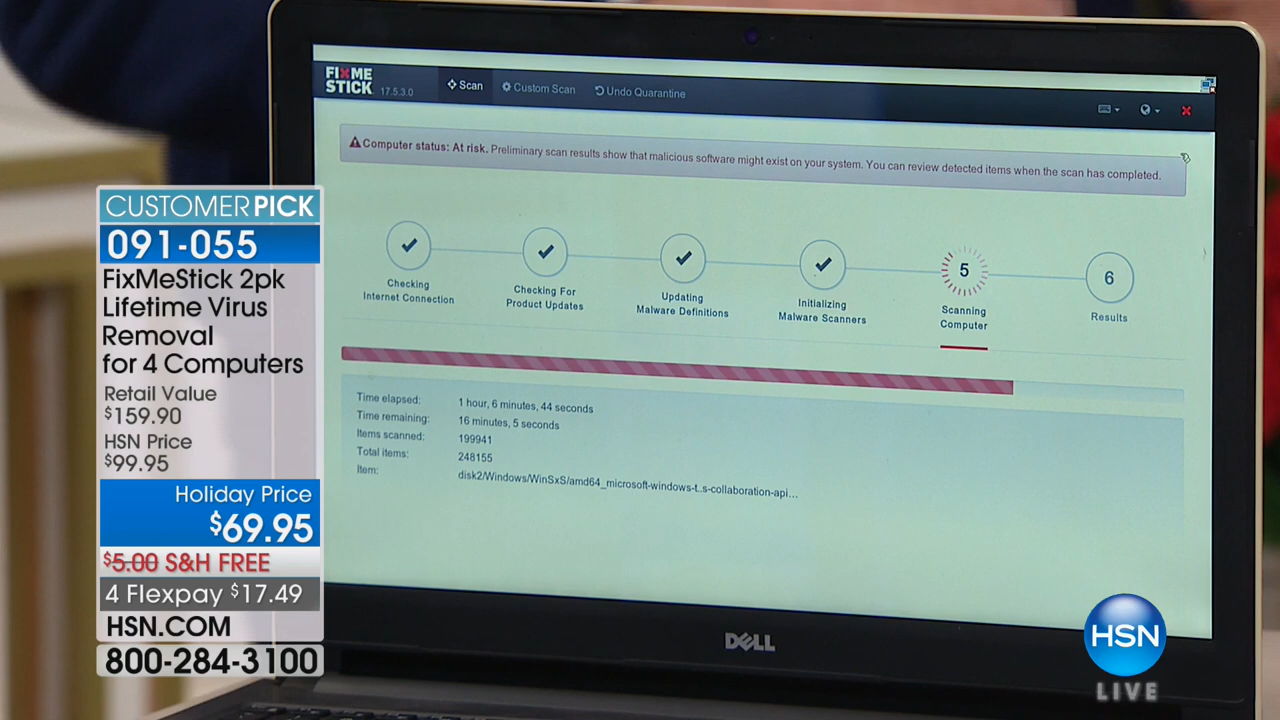 FIXME
STICK 17.5.3.0 Scan Custom Scan Undo Quarantine
Computer status: At risk. Preliminary scan results show that malicious software might exist on your system. You can review detected items when the scan has completed.
5
6
Checking
Internet Connection
Checking For
Product Updates
Updating
Malware Definitions
Initializing
Malware Scanners
Scanning
Computer
Results
Time elapsed: 1 hour, 6 minutes, 44 seconds
Time remaining: 16 minutes, 5 seconds
Items scanned: 199941
Total items: 248155
Item: disk2/Windows/WinSxS/amd64_microsoft-windows-t..s-collaboration-api...
DELL
CUSTOMER PICK
091-055
FixMeStick 2pk
Lifetime Virus
Removal
for 4 Computers
Retail Value
$159.90
HSN Price
$99.95
Holiday Price
$69.95
$5.00 S&H FREE
4 Flexpay $17.49
HSN.COM
800-284-3100
HSN
LIVE